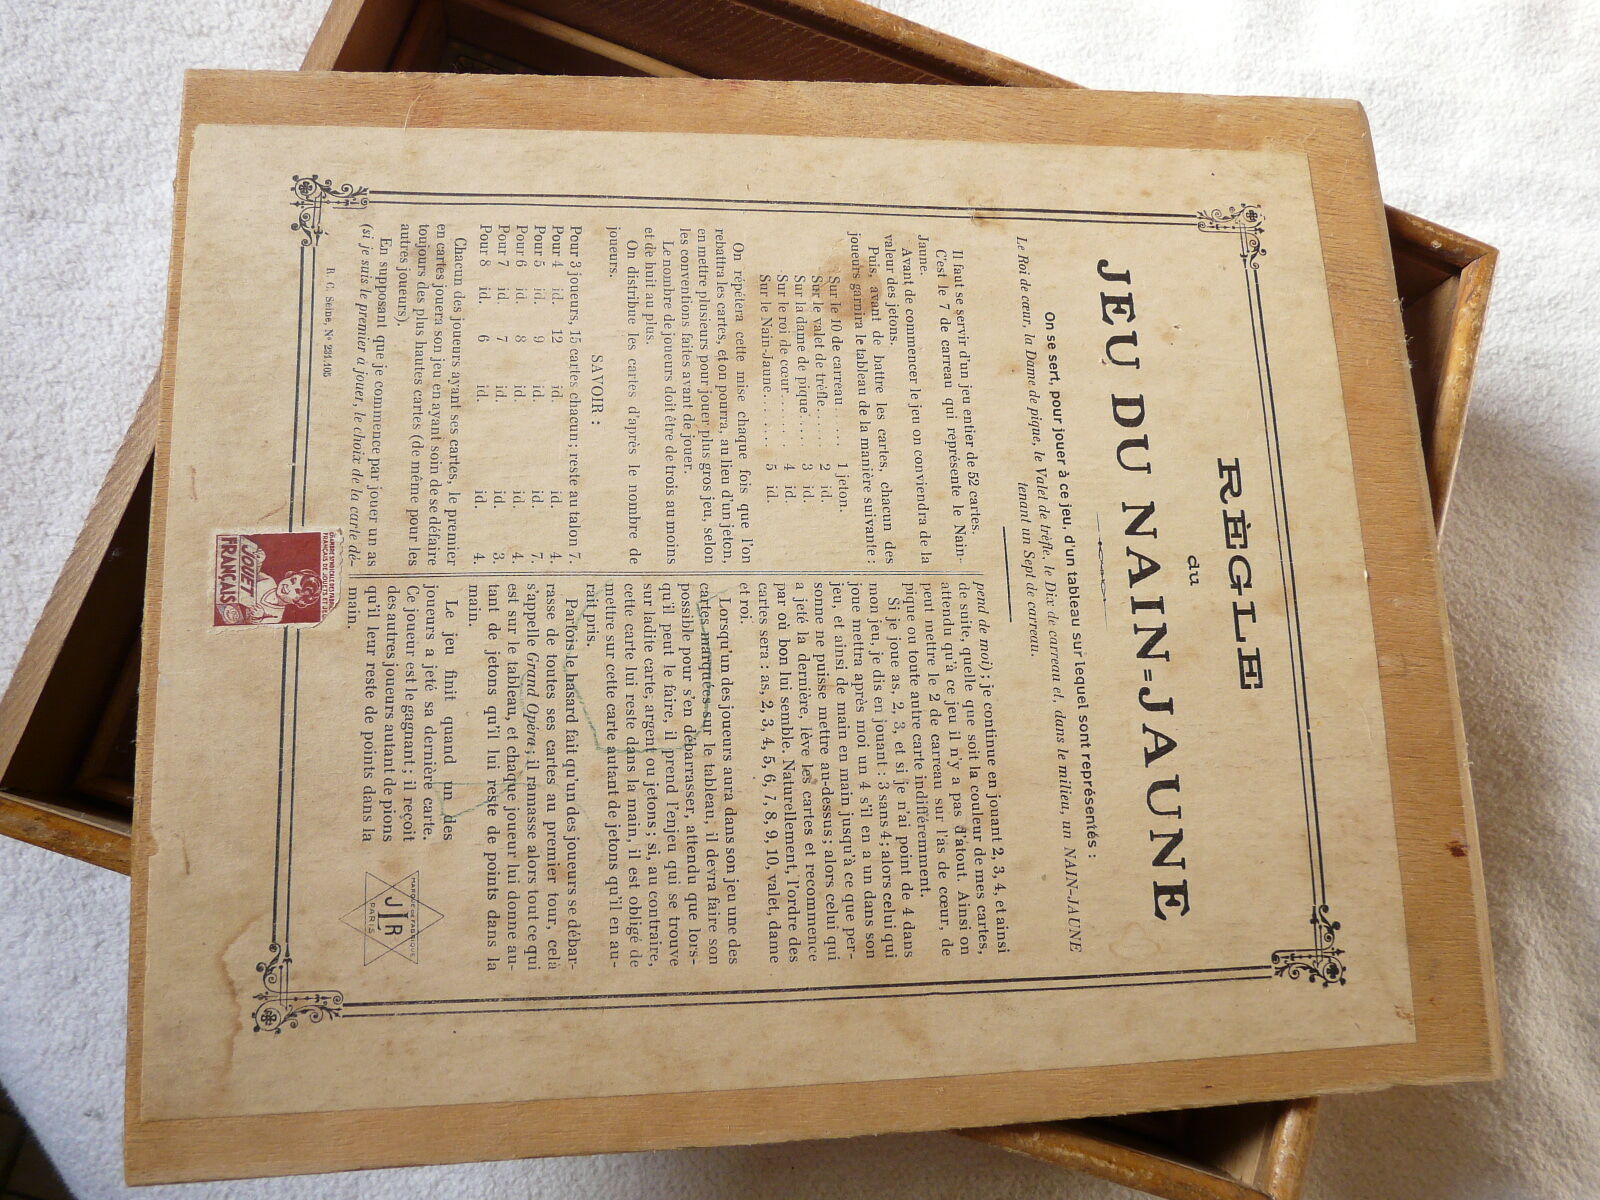 RÈGLE
du
JEU DU NAIN=JAUNE
On se sert, pour jouer à ce jeu, d'un tableau sur lequel sont représentés :
Le Roi de cœur, la Dame de pique, le Valet de trèfle, le Dix de carreau et, dans le milieu, un NAIN-JAUNE
tenant un Sept de carreau.
Il faut se servir d'un jeu entier de 52 cartes.
C'est le 7 de carreau qui représente le Nain-
Jaune.
Avant de commencer le jeu on conviendra de la
valeur des jetons.
Puis, avant de battre les cartes, chacun des
joueurs garnira le tableau de la manière suivante :
Sur le 10 de carreau.... 1 jeton.
Sur le valet de trèfle... 2 id.
Sur la dame de pique.... 3 id.
Sur le roi de cœur...... 4 id.
Sur le Nain-Jaune....... 5 id.
On répétera cette mise chaque fois que l'on
rebattra les cartes, et on pourra, au lieu d'un jeton,
en mettre plusieurs pour jouer plus gros jeu, selon
les conventions faites avant de jouer.
Le nombre de joueurs doit être de trois au moins
et de huit au plus.
On distribue les cartes d'après le nombre de
joueurs.
SAVOIR :
Pour 3 joueurs, 15 cartes chacun; reste au talon 7.
Pour 4 id. 12 id. id. 4.
Pour 5 id. 9 id. id. 7.
Pour 6 id. 8 id. id. 4.
Pour 7 id. 7 id. id. 3.
Pour 8 id. 6 id. id. 4.
Chacun des joueurs ayant ses cartes, le premier
en cartes jouera son jeu en ayant soin de se défaire
toujours des plus hautes cartes (de même pour les
autres joueurs).
En supposant que je commence par jouer un as
(si je suis le premier à jouer, le choix de la carte dé-
pend de moi); je continue en jouant 2, 3, 4, et ainsi
de suite, quelle que soit la couleur de mes cartes,
attendu qu'à ce jeu il n'y a pas d'atout. Ainsi on
peut mettre le 2 de carreau sur l'as de cœur, de
pique ou toute autre carte indifféremment.
Si je joue as, 2, 3, et si je n'ai point de 4 dans
mon jeu, je dis en jouant : 3 sans 4; alors celui qui
joue mettra après moi un 4 s'il en a un dans son
jeu, et ainsi de main en main jusqu'à ce que per-
sonne ne puisse mettre au-dessus; alors celui qui
a jeté la dernière, lève les cartes et recommence
par où bon lui semble. Naturellement, l'ordre des
cartes sera : as, 2, 3, 4, 5, 6, 7, 8, 9, 10, valet, dame
et roi.
Lorsqu'un des joueurs aura dans son jeu une des
cartes marquées sur le tableau, il devra faire son
possible pour s'en débarrasser, attendu que lors-
qu'il peut le faire, il prend l'enjeu qui se trouve
sur ladite carte, argent ou jetons; si, au contraire,
cette carte lui reste dans la main, il est obligé de
mettre sur cette carte autant de jetons qu'il en au-
rait pris.
Parfois le hasard fait qu'un des joueurs se débar-
rasse de toutes ses cartes au premier tour, cela
s'appelle Grand Opéra; il ramasse alors tout ce qui
est sur le tableau, et chaque joueur lui donne au-
tant de jetons qu'il lui reste de points dans la
main.
Le jeu finit quand un des
joueurs a jeté sa dernière carte.
Ce joueur est le gagnant; il reçoit
des autres joueurs autant de pions
qu'il leur reste de points dans la
main.
MARQUE DE FABRIQUE
JJR
PARIS
R. C. Seine, N° 231.405
JOUET
FRANÇAIS